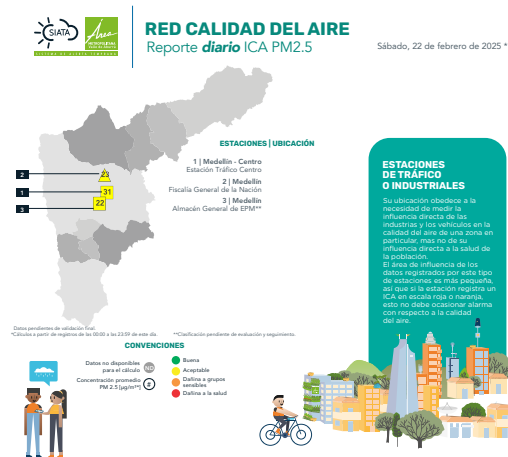 SIATA
Área
METROPOLITANA
Valle de Aburrá
RED CALIDAD DEL AIRE
Reporte diario ICA PM2.5
Sábado, 22 de febrero de 2025 *
ESTACIONES | UBICACIÓN
1 | Medellín - Centro
Estación Tráfico Centro
2 | Medellín
Fiscalía General de la Nación
3 | Medellín
Almacén General de EPM**
2
23
1
31
3
22
ESTACIONES
DE TRÁFICO
O INDUSTRIALES
Su ubicación obedece a la
necesidad de medir la
influencia directa de las
industrias y los vehículos en la
calidad del aire de una zona en
particular, mas no de su
influencia directa a la salud de
la población.
El área de influencia de los
datos registrados por este tipo
de estaciones es más pequeña,
así que si la estación registra un
ICA en escala roja o naranja,
esto no debe ocasionar alarma
con respecto a la calidad
del aire.
Datos pendientes de validación final.
*Cálculos a partir de registros de las 00:00 a las 23:59 de este día.
**Clasificación pendiente de evaluación y seguimiento.
CONVENCIONES
Datos no disponibles
para el cálculo
ND
Concentración promedio
PM 2.5 (µg/m**)
#
Buena
Aceptable
Dañina a grupos
sensibles
Dañina a la salud